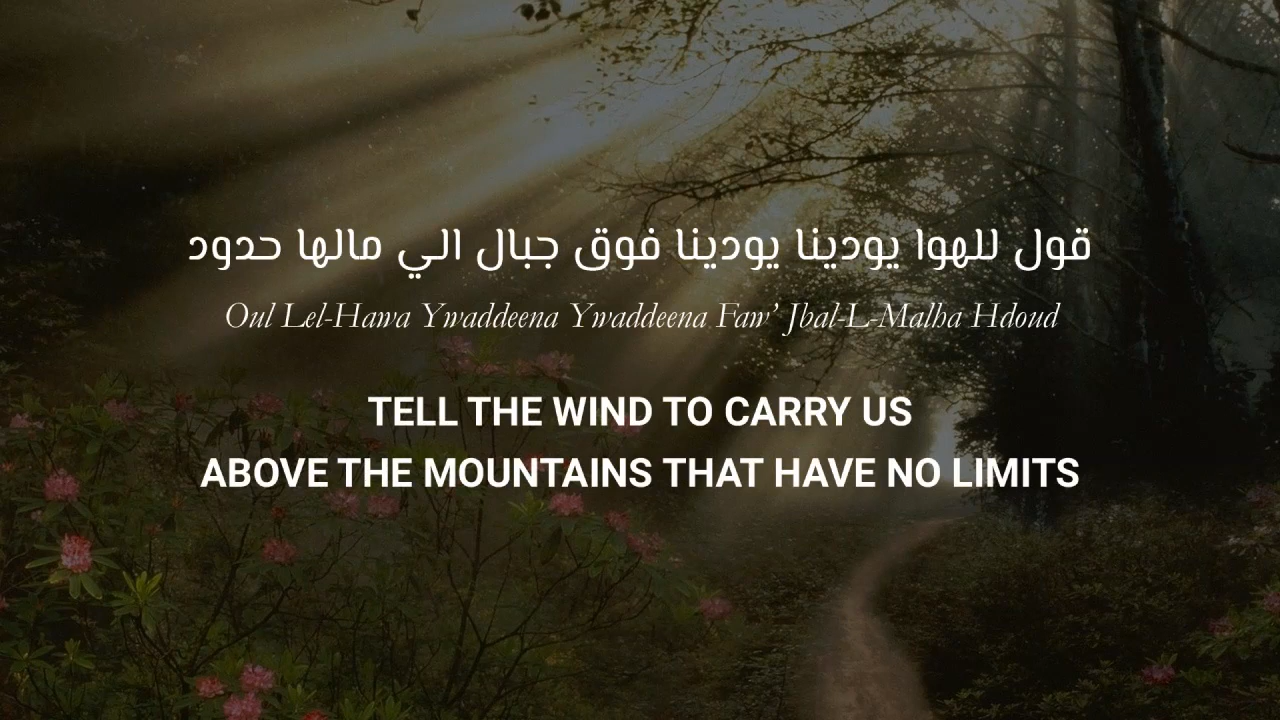 قول للهوا يودينا يودينا فوق جبال الي مالها حدود
Oul Lel-Hawa Ywaddeena Ywaddeena Faw’ Jbal-L-Malha Hdoud
TELL THE WIND TO CARRY US
ABOVE THE MOUNTAINS THAT HAVE NO LIMITS